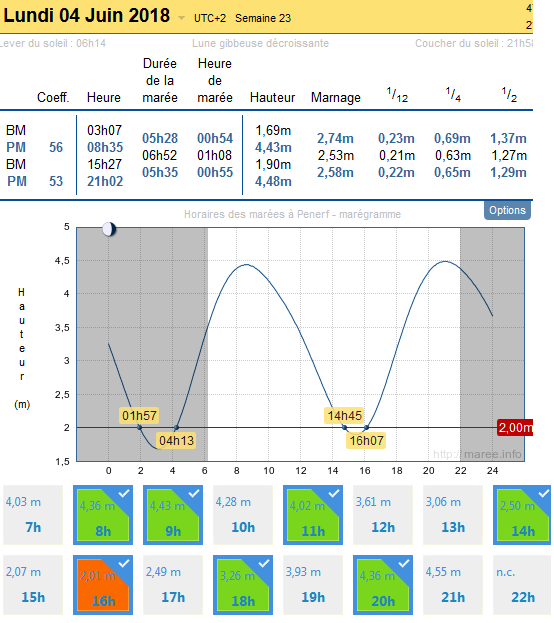 Lundi 04 Juin 2018 UTC+2 Semaine 23
Lever du soleil : 06h14 Lune gibbeuse décroissante Coucher du soleil : 21h5
Durée Heure
de la de
Coeff. Heure marée marée Hauteur Marnage 1/12 1/4 1/2
BM 03h07 1,69m
05h28 00h54 2,74m 0,23m 0,69m 1,37m
PM 56 08h35 4,43m
06h52 01h08 2,53m 0,21m 0,63m 1,27m
BM 15h27 1,90m
05h35 00h55 2,58m 0,22m 0,65m 1,29m
PM 53 21h02 4,48m
Options
Horaires des marées à Penerf - marégramme
Hauteur
(m)
5
4,5
4
3,5
3
2,5
2
1,5
01h57 14h45
04h13 16h07
2,00m
http://maree.info
0 2 4 6 8 10 12 14 16 18 20 22 24
4,03 m 4,36 m 4,43 m 4,28 m 4,02 m 3,61 m 3,06 m 2,50 m
7h 8h 9h 10h 11h 12h 13h 14h
2,07 m 2,01 m 2,49 m 3,26 m 3,93 m 4,36 m 4,55 m n.c.
15h 16h 17h 18h 19h 20h 21h 22h